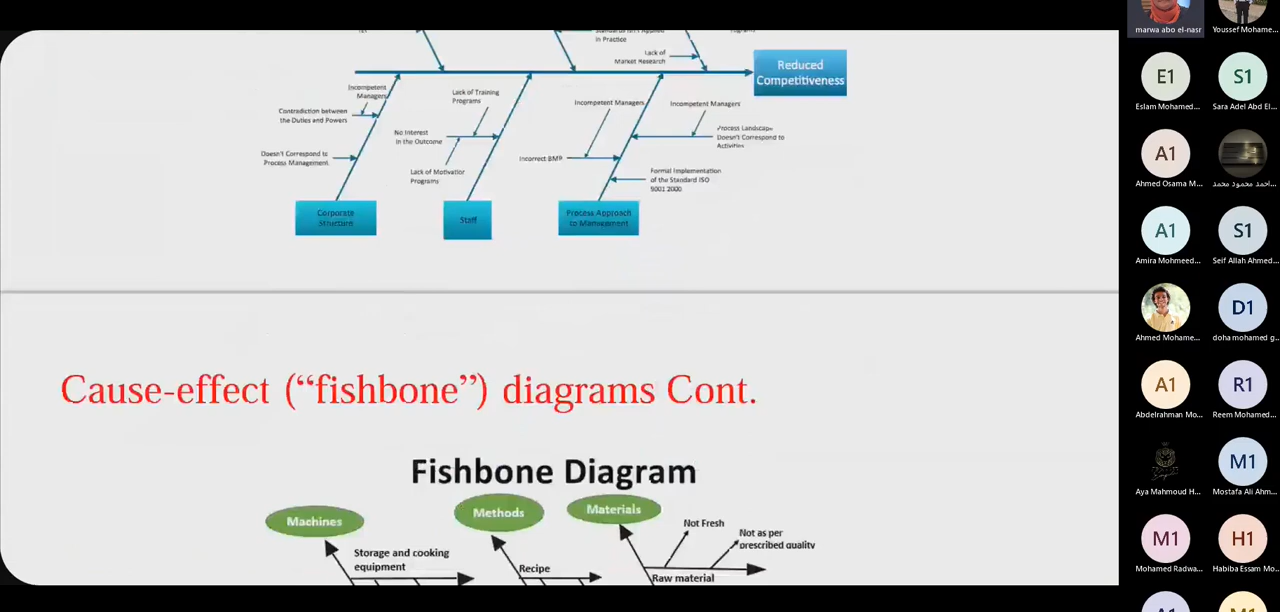 in Practice
Lack of
Market Research
Reduced
Competitiveness
Incompetent
Managers
Contradiction between
the Duties and Powers
Doesn't Correspond to
Process Management
Lack of Training
Programs
No Interest
in the Outcome
Lack of Motivation
Programs
Incompetent Managers
Incompetent Managers
Process Landscape
Doesn't Correspond to
Activities
Incorrect BMP
Formal Implementation
of the Standard ISO
9001:2000
Corporate
Structure
Staff
Process Approach
to Management
Cause-effect (“fishbone”) diagrams Cont.
Fishbone Diagram
Machines
Methods
Materials
Not Fresh
Not as per
prescribed quality
Storage and cooking
equipment
Recipe
Raw material
marwa abo el-nasr
Youssef Mohame...
E1
S1
Eslam Mohamed...
Sara Adel Abd El...
A1
Ahmed Osama M...
احمد محمود محمد...
A1
S1
Amira Mohmeed...
Seif Allah Ahmed...
D1
Ahmed Mohame...
doha mohamed g...
A1
R1
Abdelrahman Mo...
Reem Mohamed...
M1
Aya Mahmoud H...
Mostafa Ali Ahm...
M1
H1
Mohamed Radwa...
Habiba Essam Mo...